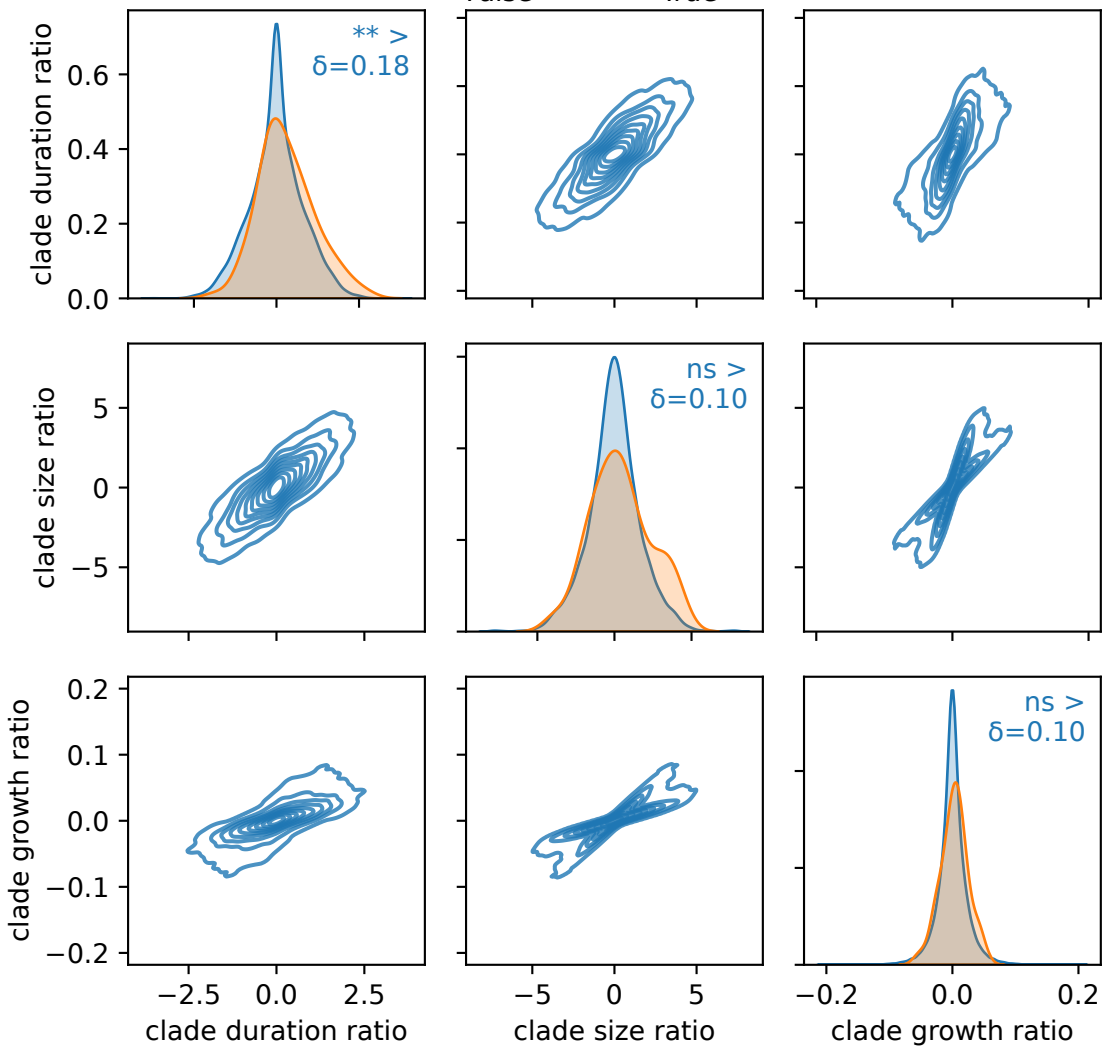 clade duration ratio
0.6
0.4
0.2
0.0
** >
δ=0.18
clade size ratio
5
0
−5
ns >
δ=0.10
clade growth ratio
0.2
0.1
0.0
−0.1
−0.2
ns >
δ=0.10
−2.5 0.0 2.5
−5 0 5
−0.2 0.0 0.2
clade duration ratio
clade size ratio
clade growth ratio